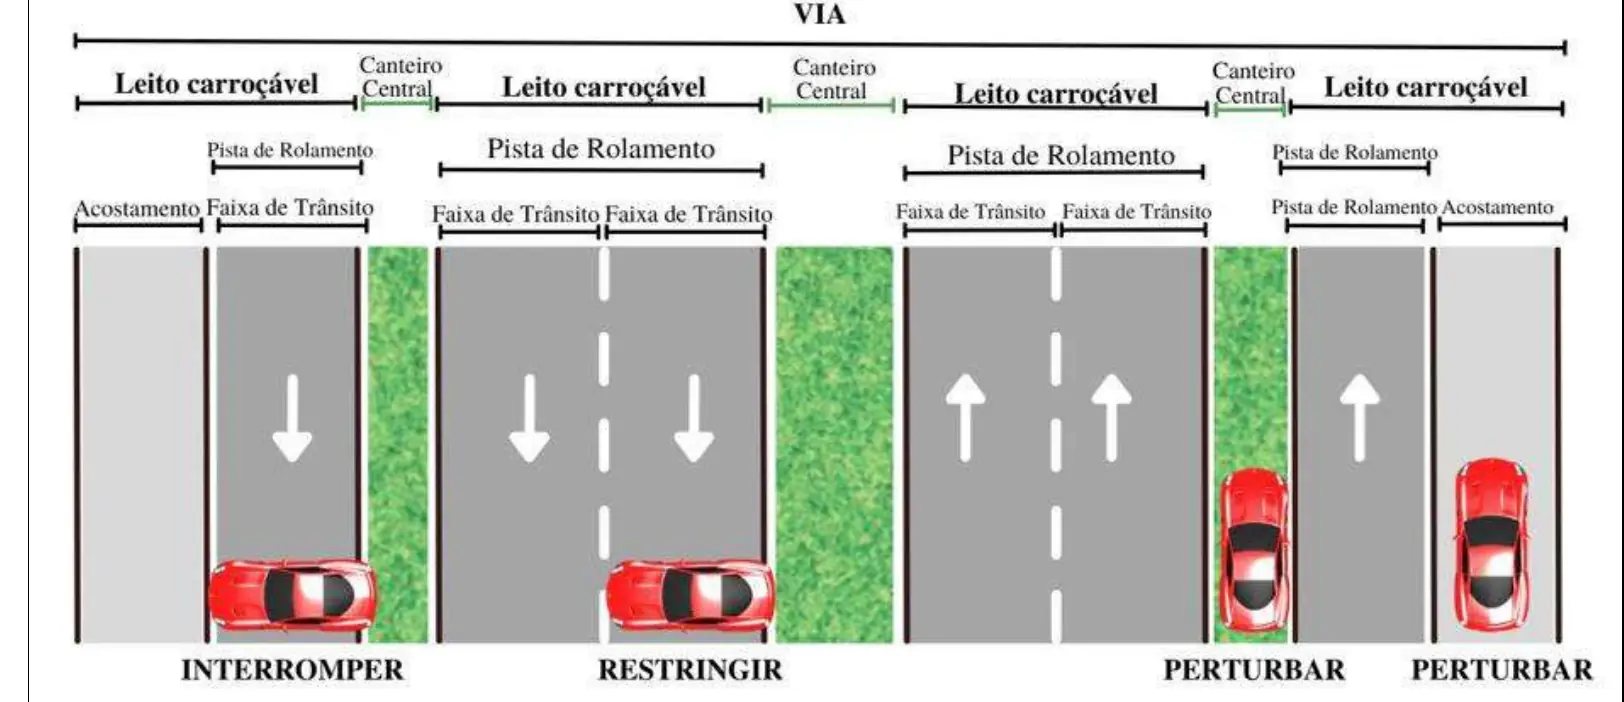 VIA
Leito carroçável
Canteiro
Central
Leito carroçável
Canteiro
Central
Leito carroçável
Canteiro
Central
Leito carroçável
Pista de Rolamento
Pista de Rolamento
Pista de Rolamento
Pista de Rolamento
Acostamento
Faixa de Trânsito
Faixa de Trânsito
Faixa de Trânsito
Faixa de Trânsito
Faixa de Trânsito
Pista de Rolamento
Acostamento
INTERROMPER
RESTRINGIR
PERTURBAR
PERTURBAR